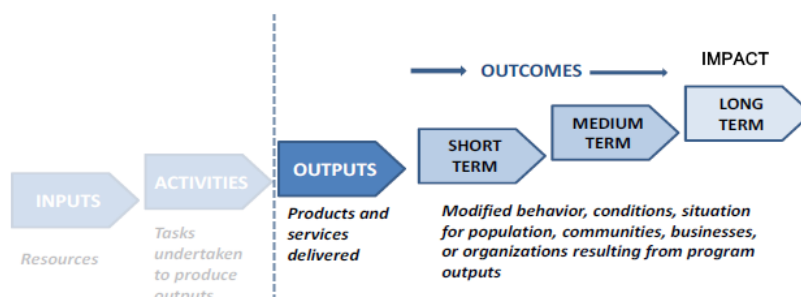 IMPACT
OUTCOMES
LONG
TERM
MEDIUM
TERM
SHORT
TERM
OUTPUTS
ACTIVITIES
INPUTS
Products and
services
delivered
Modified behavior, conditions, situation
for population, communities, businesses,
or organizations resulting from program
outputs
Tasks
undertaken
to produce
outputs
Resources